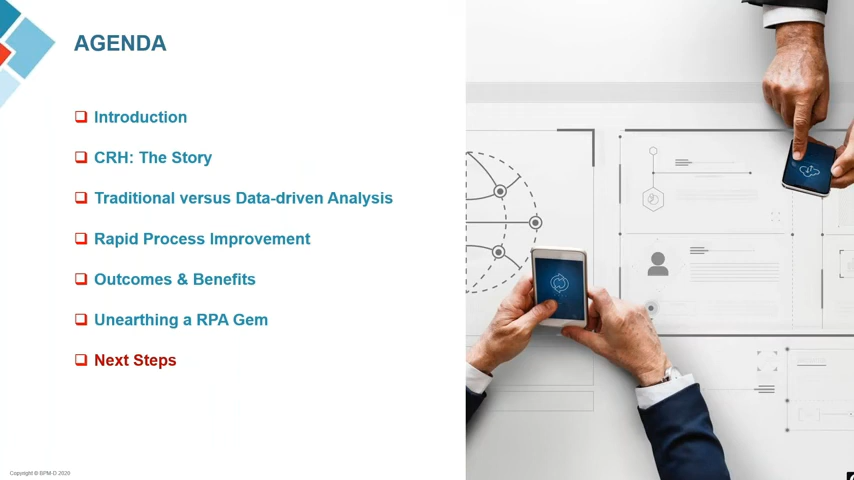 AGENDA
Introduction
CRH: The Story
Traditional versus Data-driven Analysis
Rapid Process Improvement
Outcomes & Benefits
Unearthing a RPA Gem
Next Steps
Copyright © BPM-D 2020